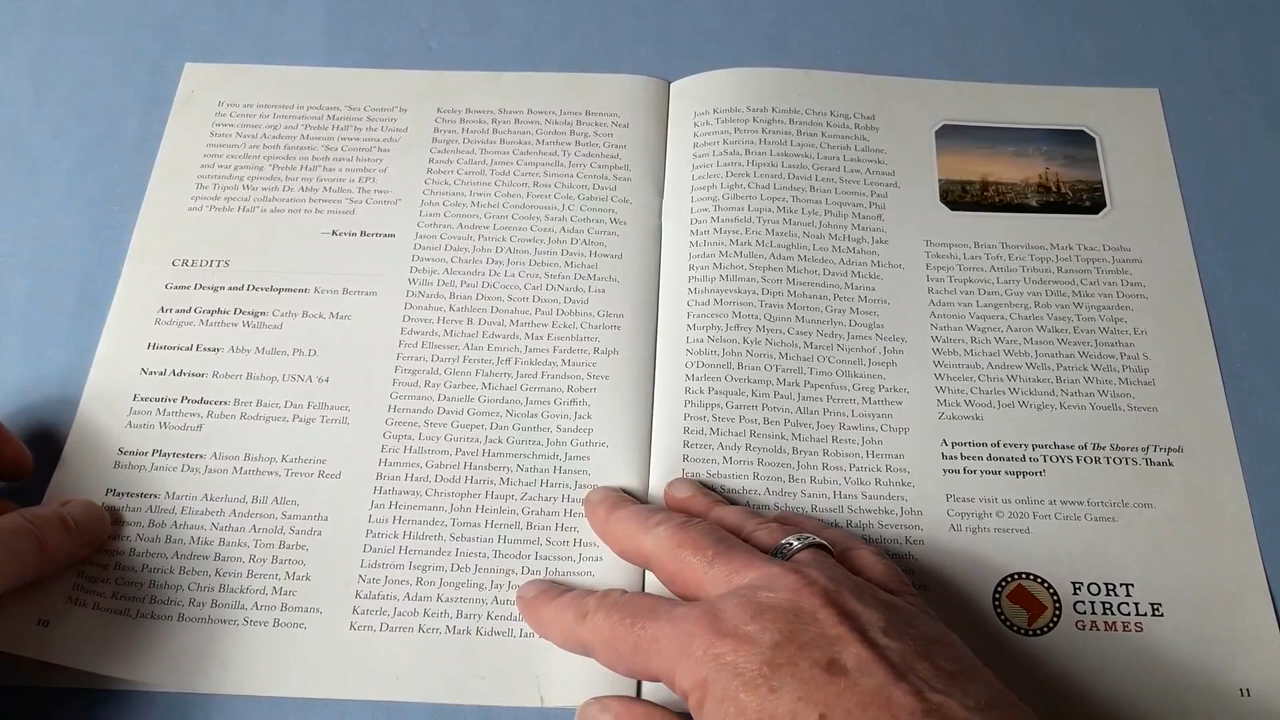 If you are interested in podcasts, "Sea Control" by
the Center for International Maritime Security
(www.cimsec.org) and "Preble Hall" by the United
States Naval Academy Museum (www.usna.edu/
museum/) are both fantastic. "Sea Control" has
some excellent episodes on both naval history
and war gaming. "Preble Hall" has a number of
outstanding episodes, but my favorite is EP3:
The Tripoli War with Dr. Abby Mullen. The two-
episode special collaboration between "Sea Control"
and "Preble Hall" is also not to be missed.
—Kevin Bertram
CREDITS
Game Design and Development: Kevin Bertram
Art and Graphic Design: Cathy Bock, Marc
Rodrigue, Matthew Wallhead
Historical Essay: Abby Mullen, Ph.D.
Naval Advisor: Robert Bishop, USNA '64
Executive Producers: Bret Baier, Dan Fellhauer,
Jason Matthews, Ruben Rodriguez, Paige Terrill,
Austin Woodruff
Senior Playtesters: Alison Bishop, Katherine
Bishop, Janice Day, Jason Matthews, Trevor Reed
Playtesters: Martin Akerlund, Bill Allen,
Jonathan Allred, Elizabeth Anderson, Samantha
Bob Arhaus, Nathan Arnold, Sandra
Noah Ban, Mike Banks, Tom Barbe,
Barbero, Andrew Baron, Roy Bartoo,
Bass, Patrick Beben, Kevin Berent, Mark
Biggar, Corey Bishop, Chris Blackford, Marc
Blume, Kristof Bodric, Ray Bonilla, Arno Bomans,
Mik Bonsall, Jackson Boomhower, Steve Boone,
10
Keeley Bowers, Shawn Bowers, James Brennan,
Chris Brooks, Ryan Brown, Nikolaj Brucker, Neal
Bryan, Harold Buchanan, Gordon Burg, Scott
Burger, Deividas Burokas, Matthew Butler, Grant
Cadenhead, Thomas Cadenhead, Ty Cadenhead,
Randy Callard, James Campanella, Jerry Campbell,
Robert Carroll, Todd Carter, Simona Centola, Sean
Chick, Christine Chilcott, Ross Chilcott, David
Christians, Irwin Cohen, Forest Cole, Gabriel Cole,
John Coley, Michel Condoroussis, J.C. Connors,
Liam Connors, Grant Cooley, Sarah Cothran, Wes
Cothran, Andrew Lorenzo Cozzi, Aidan Curran,
Jason Covault, Patrick Crowley, John D'Alton,
Daniel Daley, John D'Alton, Justin Davis, Howard
Dawson, Charles Day, Joris Debien, Michael
Debije, Alexandra De La Cruz, Stefan DeMarchi,
Willis Dell, Paul DiCocco, Carl DiNardo, Lisa
DiNardo, Brian Dixon, Scott Dixon, David
Donahue, Kathleen Donahue, Paul Dobbins, Glenn
Drover, Herve B. Duval, Matthew Eckel, Charlotte
Edwards, Michael Edwards, Max Eisenblatter,
Fred Ellsesser, Alan Emrich, James Fardette, Ralph
Ferrari, Darryl Ferster, Jeff Finkleday, Maurice
Fitzgerald, Glenn Flaherty, Jared Frandson, Steve
Froud, Ray Garbee, Michael Germano, Robert
Germano, Danielle Giordano, James Griffith,
Hernando David Gomez, Nicolas Govin, Jack
Greene, Steve Guepet, Dan Gunther, Sandeep
Gupta, Lucy Guritza, Jack Guritza, John Guthrie,
Eric Hallstrom, Pavel Hammerschmidt, James
Hammes, Gabriel Hansberry, Nathan Hansen,
Brian Hard, Dodd Harris, Michael Harris, Jason
Hathaway, Christopher Haupt, Zachary
Jan Heinemann, John Heinlein, Graham
Luis Hernandez, Tomas Hernell, Brian Herr,
Patrick Hildreth, Sebastian Hummel, Scott Huss,
Daniel Hernandez Iniesta, Theodor Isacsson, Jonas
Lidström Isegrim, Deb Jennings, Dan Johansson,
Nate Jones, Ron Jongeling, Jay
Kalafatis, Adam Kasztenny,
Katerle, Jacob Keith, Barry
Kern, Darren Kerr, Mark Kidwell, Ian
Josh Kimble, Sarah Kimble, Chris King, Chad
Kirk, Tabletop Knights, Brandon Koida, Robby
Koreman, Petros Kranias, Brian Kumanchik,
Robert Kurcina, Harold Lajoie, Cherish Lallone,
Sam LaSala, Brian Laskowski, Laura Laskowski,
Javier Lastra, Hipszki Laszlo, Gerard Law, Arnaud
Leclerc, Derek Lenard, David Lent, Steve Leonard,
Joseph Light, Chad Lindsey, Brian Loomis, Paul
Loong, Gilberto Lopez, Thomas Loquvam, Phil
Low, Thomas Lupia, Mike Lyle, Philip Manoff,
Dan Mansfield, Tyrus Manuel, Johnny Mariani,
Matt Mayse, Eric Mazelis, Noah McHugh, Jake
McInnis, Mark McLaughlin, Leo McMahon,
Jordan McMullen, Adam Meledeo, Adrian Michot,
Ryan Michot, Stephen Michot, David Mickle,
Phillip Millman, Scott Miserendino, Marina
Mishnayevskaya, Dipti Mohanan, Peter Morris,
Chad Morrison, Travis Morton, Gray Moser,
Francesco Motta, Quinn Munnerlyn, Douglas
Murphy, Jeffrey Myers, Casey Nedry, James Neeley,
Lisa Nelson, Kyle Nichols, Marcel Nijenhof, John
Noblitt, John Norris, Michael O'Connell, Joseph
O'Donnell, Brian O'Farrell, Timo Ollikainen,
Marleen Overkamp, Mark Papenfuss, Greg Parker,
Rick Pasquale, Kim Paul, James Perrett, Matthew
Philipps, Garrett Potvin, Allan Prins, Loisyann
Prost, Steve Post, Ben Pulver, Joey Rawlins, Chipp
Reid, Michael Rensink, Michael Reste, John
Retzer, Andy Reynolds, Bryan Robison, Herman
Roozen, Morris Roozen, John Ross, Patrick Ross,
Jean-Sebastien Rozon, Ben Rubin, Volko Ruhnke,
Sanchez, Andrey Sanin, Hans Saunders,
Aram Schvey, Russell Schwebke, John
Ralph Severson,
Shelton, Ken
Smith,
Thompson, Brian Thorvilson, Mark Tkac, Doshu
Tokeshi, Lars Toft, Eric Topp, Joel Toppen, Juanmi
Espejo Torres, Attilio Tribuzi, Ransom Trimble,
Ivan Trupkovic, Larry Underwood, Carl van Dam,
Rachel van Dam, Guy van Dille, Mike van Doorn,
Adam van Langenberg, Rob van Wijngaarden,
Antonio Vaquera, Charles Vasey, Tom Volpe,
Nathan Wagner, Aaron Walker, Evan Walter, Eri
Walters, Rich Ware, Mason Weaver, Jonathan
Webb, Michael Webb, Jonathan Weidow, Paul S.
Weintraub, Andrew Wells, Patrick Wells, Philip
Wheeler, Chris Whitaker, Brian White, Michael
White, Charles Wicklund, Nathan Wilson,
Mick Wood, Joel Wrigley, Kevin Youells, Steven
Zukowski
A portion of every purchase of The Shores of Tripoli
has been donated to TOYS FOR TOTS. Thank
you for your support!
Please visit us online at www.fortcircle.com.
Copyright © 2020 Fort Circle Games.
All rights reserved.
FORT
CIRCLE
GAMES
11